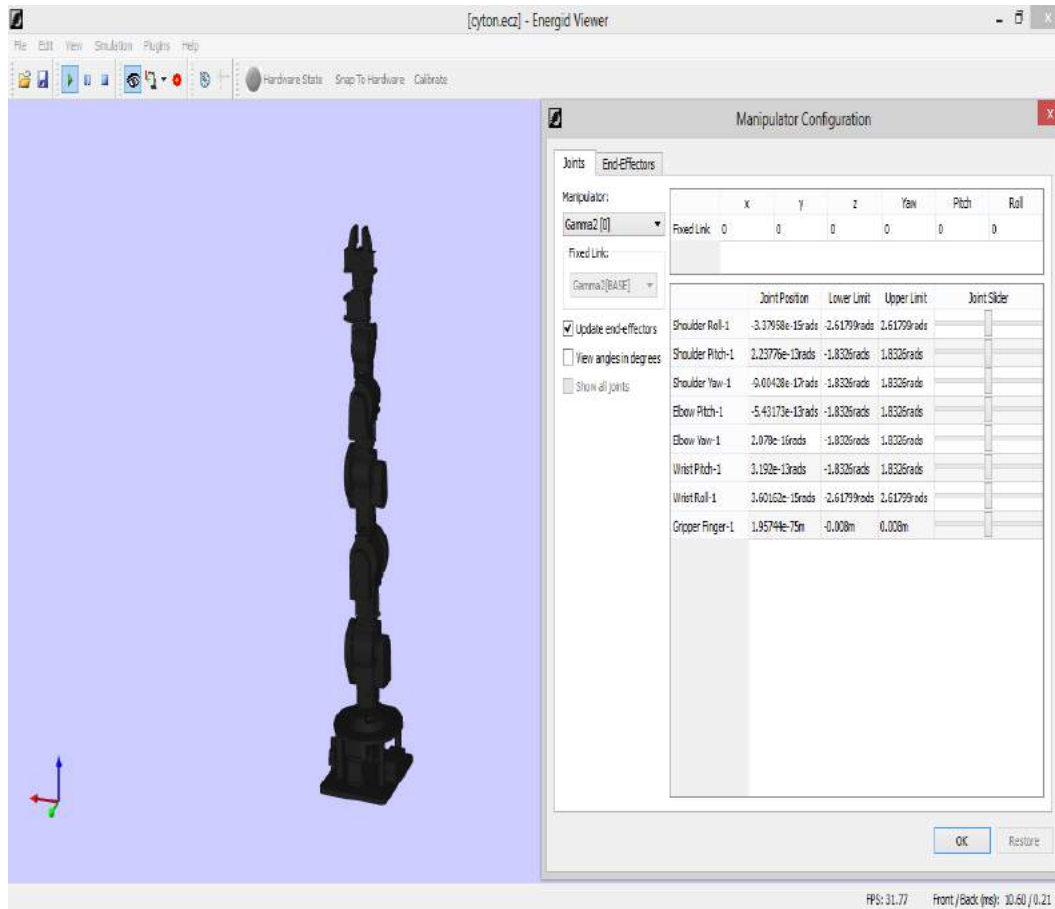 [cyton.ecz] - Energid Viewer
File Edit View Simulation Plugins Help
Hardware State Snap To Hardware Calibrate
Manipulator Configuration
Joints End-Effectors
Manipulator:
Gamma2 [0]
Fixed Link:
Gamma2[BASE]
Update end-effectors
View angles in degrees
Show all joints
x y z Yaw Pitch Roll
Fixed Link 0 0 0 0 0 0
Joint Position Lower Limit Upper Limit Joint Slider
Shoulder Roll-1 -3.37958e-15rads -2.61799rads 2.61799rads
Shoulder Pitch-1 2.23776e-13rads -1.8326rads 1.8326rads
Shoulder Yaw-1 -9.00428e-17rads -1.8326rads 1.8326rads
Elbow Pitch-1 -5.43173e-13rads -1.8326rads 1.8326rads
Elbow Yaw-1 2.078e-16rads -1.8326rads 1.8326rads
Wrist Pitch-1 3.192e-13rads -1.8326rads 1.8326rads
Wrist Roll-1 3.60162e-15rads -2.61799rads 2.61799rads
Gripper Finger-1 1.95744e-75m -0.008m 0.008m
OK Restore
FPS: 31.77 Front/Back (ms): 10.60 / 0.21